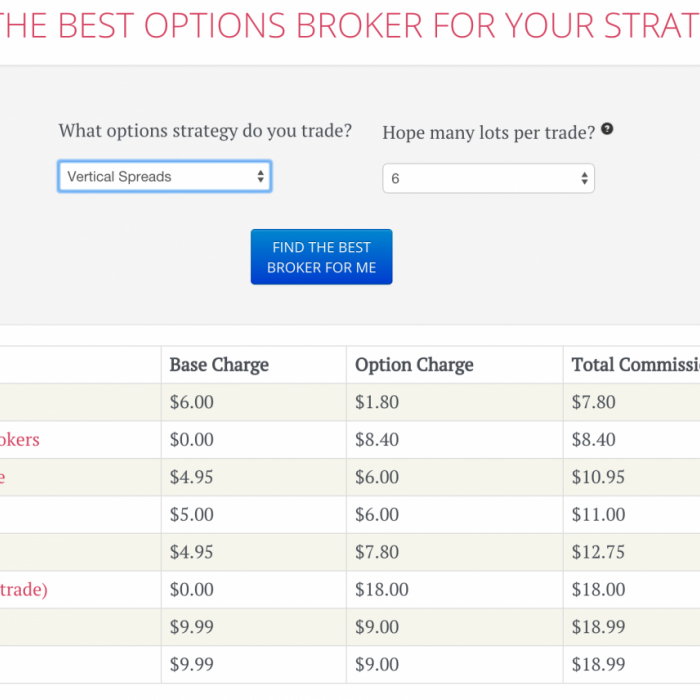 THE BEST OPTIONS BROKER FOR YOUR STRAT
What options strategy do you trade? Hope many lots per trade? ?
Vertical Spreads 6
FIND THE BEST
BROKER FOR ME
Base Charge Option Charge Total Commissi
$6.00 $1.80 $7.80
okers $0.00 $8.40 $8.40
e $4.95 $6.00 $10.95
$5.00 $6.00 $11.00
$4.95 $7.80 $12.75
trade) $0.00 $18.00 $18.00
$9.99 $9.00 $18.99
$9.99 $9.00 $18.99